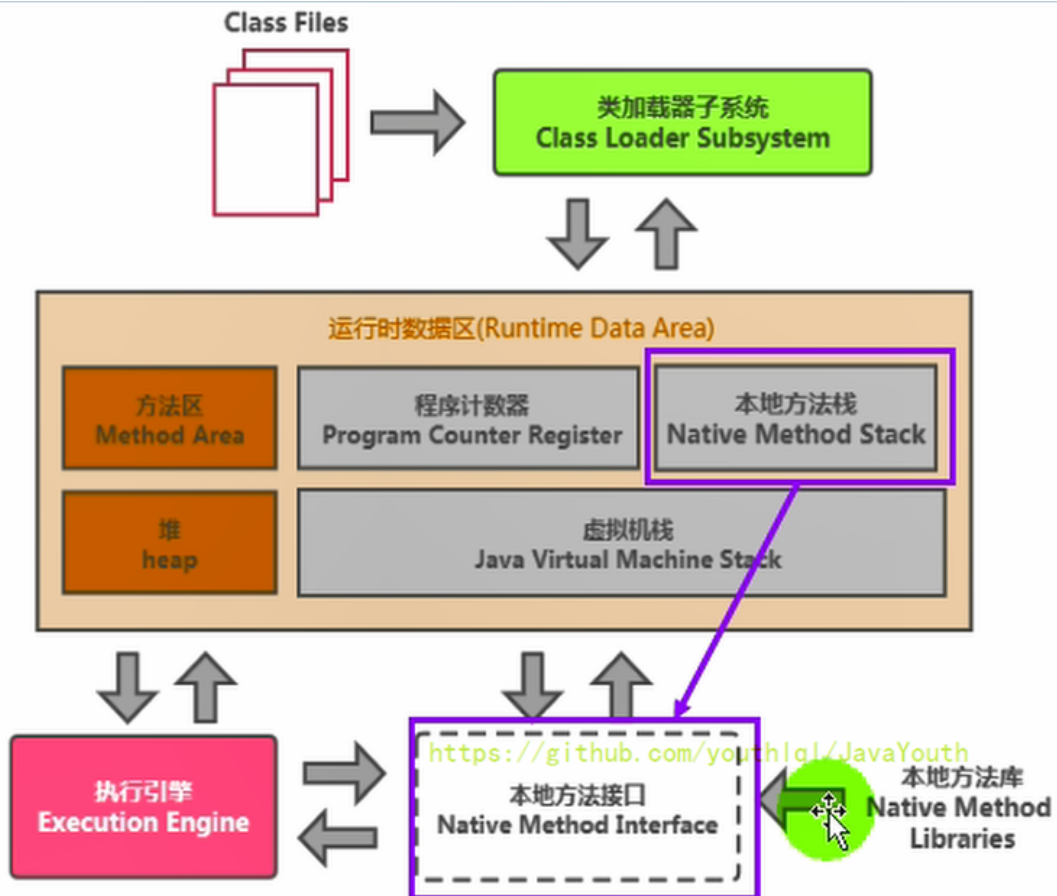 Class Files
类加载器子系统
Class Loader Subsystem
运行时数据区(Runtime Data Area)
方法区
Method Area
程序计数器
Program Counter Register
本地方法栈
Native Method Stack
堆
heap
虚拟机栈
Java Virtual Machine Stack
执行引擎
Execution Engine
https://github.com/youthlql/JavaYouth
本地方法接口
Native Method Interface
本地方法库
Native Method
Libraries